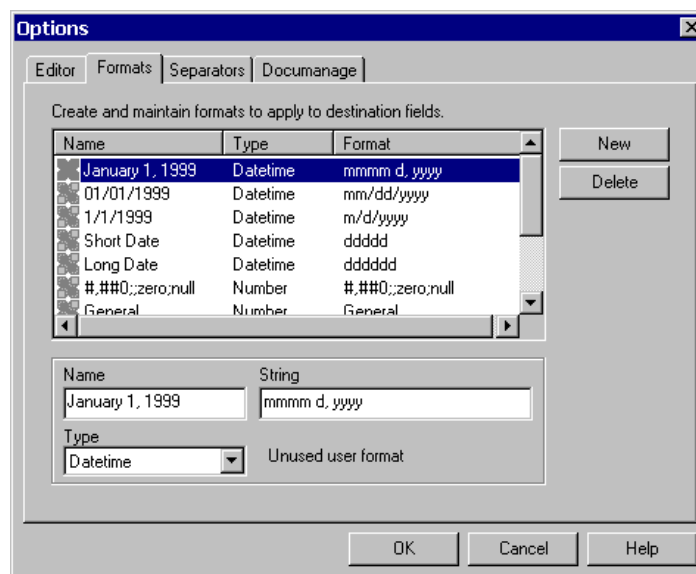 Options
Editor Formats Separators Documanage
Create and maintain formats to apply to destination fields.
Name Type Format
January 1, 1999 Datetime mmmm d, yyyy
01/01/1999 Datetime mm/dd/yyyy
1/1/1999 Datetime m/d/yyyy
Short Date Datetime ddddd
Long Date Datetime dddddd
#,##0;;zero;null Number #,##0;;zero;null
General Number General
New
Delete
Name String
January 1, 1999 mmmm d, yyyy
Type
Datetime Unused user format
OK Cancel Help